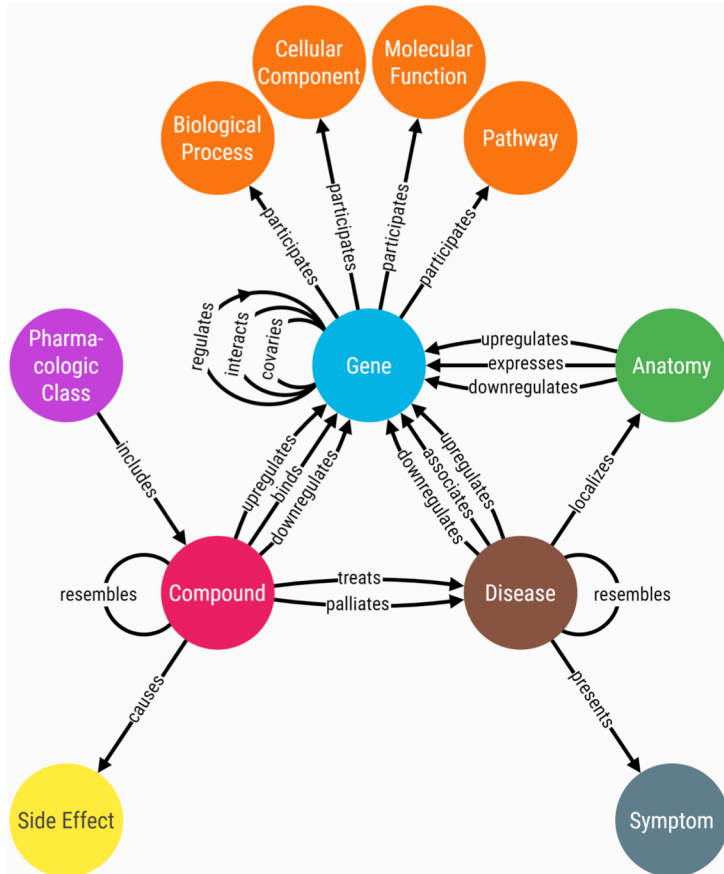 Cellular
Component
Molecular
Function
Biological
Process
Pathway
participates
participates
participates
participates
regulates
interacts
covaries
Pharma-
cologic
Class
Gene
upregulates
expresses
downregulates
Anatomy
includes
upregulates
binds
downregulates
downregulates
associates
upregulates
localizes
resembles
Compound
treats
palliates
Disease
resembles
causes
presents
Side Effect
Symptom